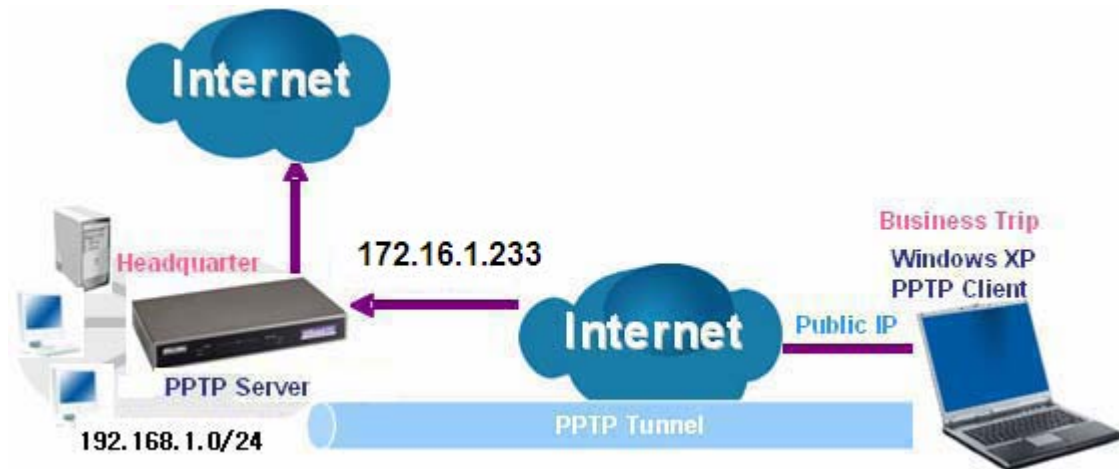 Internet
Headquarter
172.16.1.233
Business Trip
Windows XP
PPTP Client
Internet
Public IP
PPTP Server
PPTP Tunnel
192.168.1.0/24